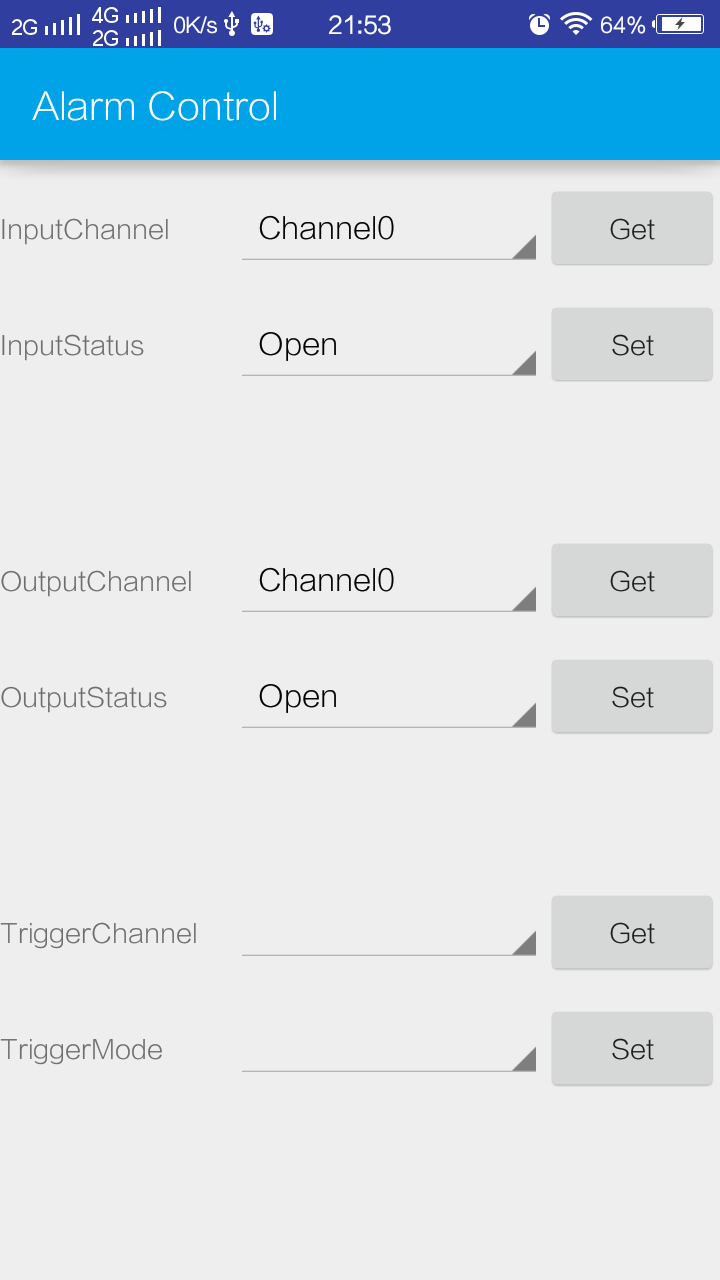 2G 4G 2G 0K/s 21:53 64%
Alarm Control
InputChannel Channel0 Get
InputStatus Open Set
OutputChannel Channel0 Get
OutputStatus Open Set
TriggerChannel Get
TriggerMode Set